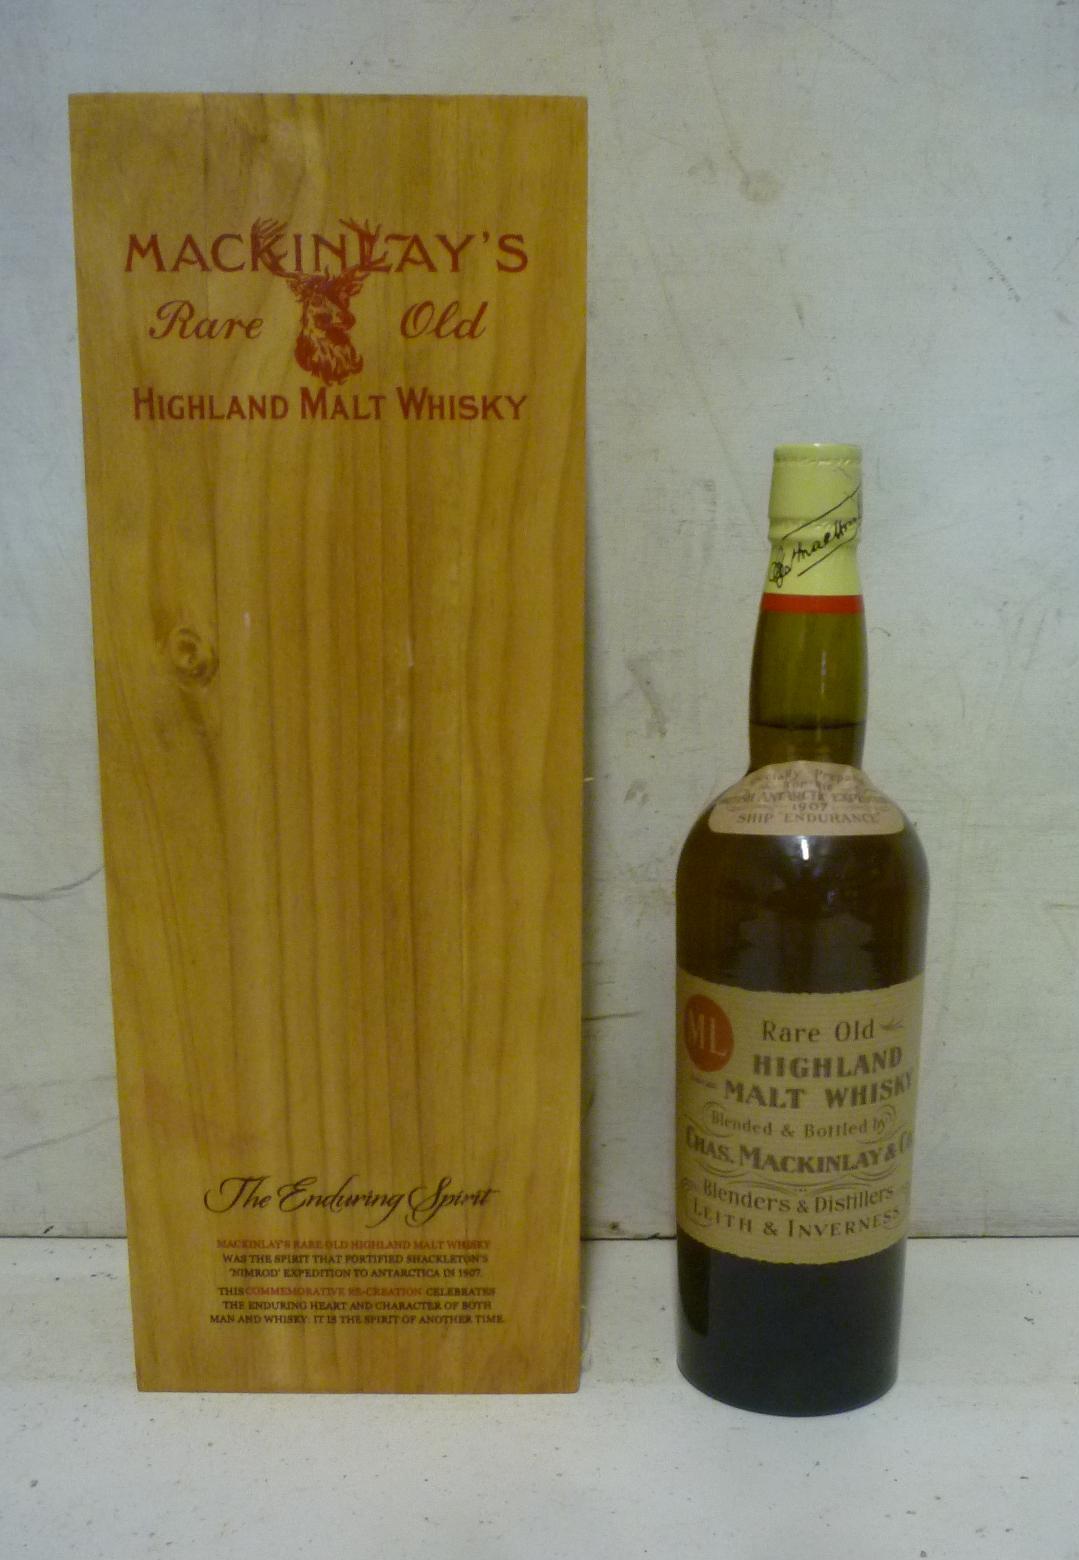 MACKINLAY'S
Rare Old
HIGHLAND MALT WHISKY
The Enduring Spirit
MACKINLAY'S RARE OLD HIGHLAND MALT WHISKY
WAS THE SPIRIT THAT FORTIFIED SHACKLETON'S
'NIMROD' EXPEDITION TO ANTARCTICA IN 1907.
THIS COMMEMORATIVE RE-CREATION CELEBRATES
THE ENDURING HEART AND CHARACTER OF BOTH
MAN AND WHISKY: IT IS THE SPIRIT OF ANOTHER TIME.
ANTARCTIC
1907
SHIP "ENDURANCE"
ML
Rare Old
HIGHLAND
MALT WHISKY
Blended & Bottled by
CHAS. MACKINLAY & Co
Blenders & Distillers
LEITH & INVERNESS